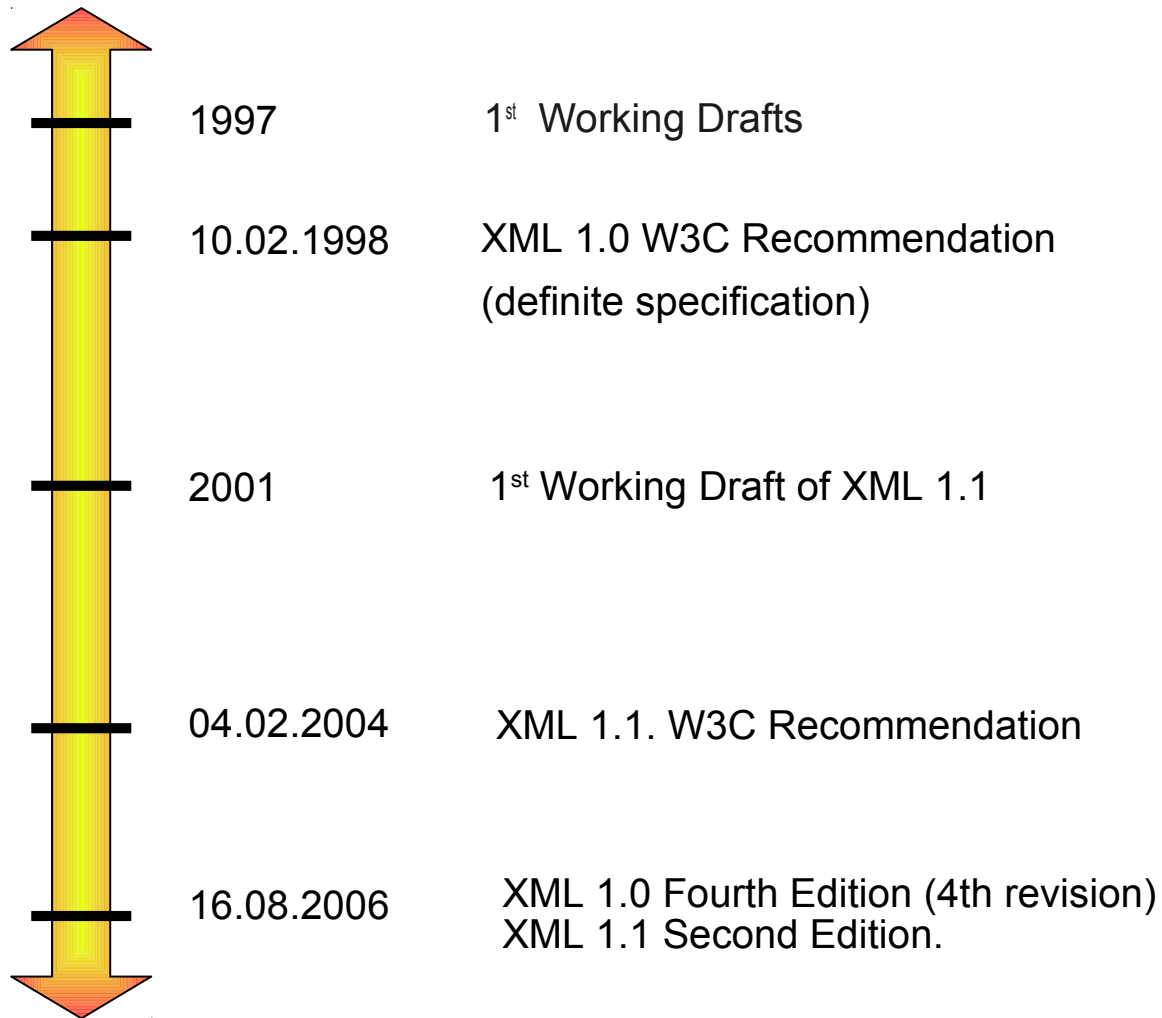 1997 1st Working Drafts
10.02.1998 XML 1.0 W3C Recommendation
(definite specification)
2001 1st Working Draft of XML 1.1
04.02.2004 XML 1.1. W3C Recommendation
16.08.2006 XML 1.0 Fourth Edition (4th revision)
XML 1.1 Second Edition.